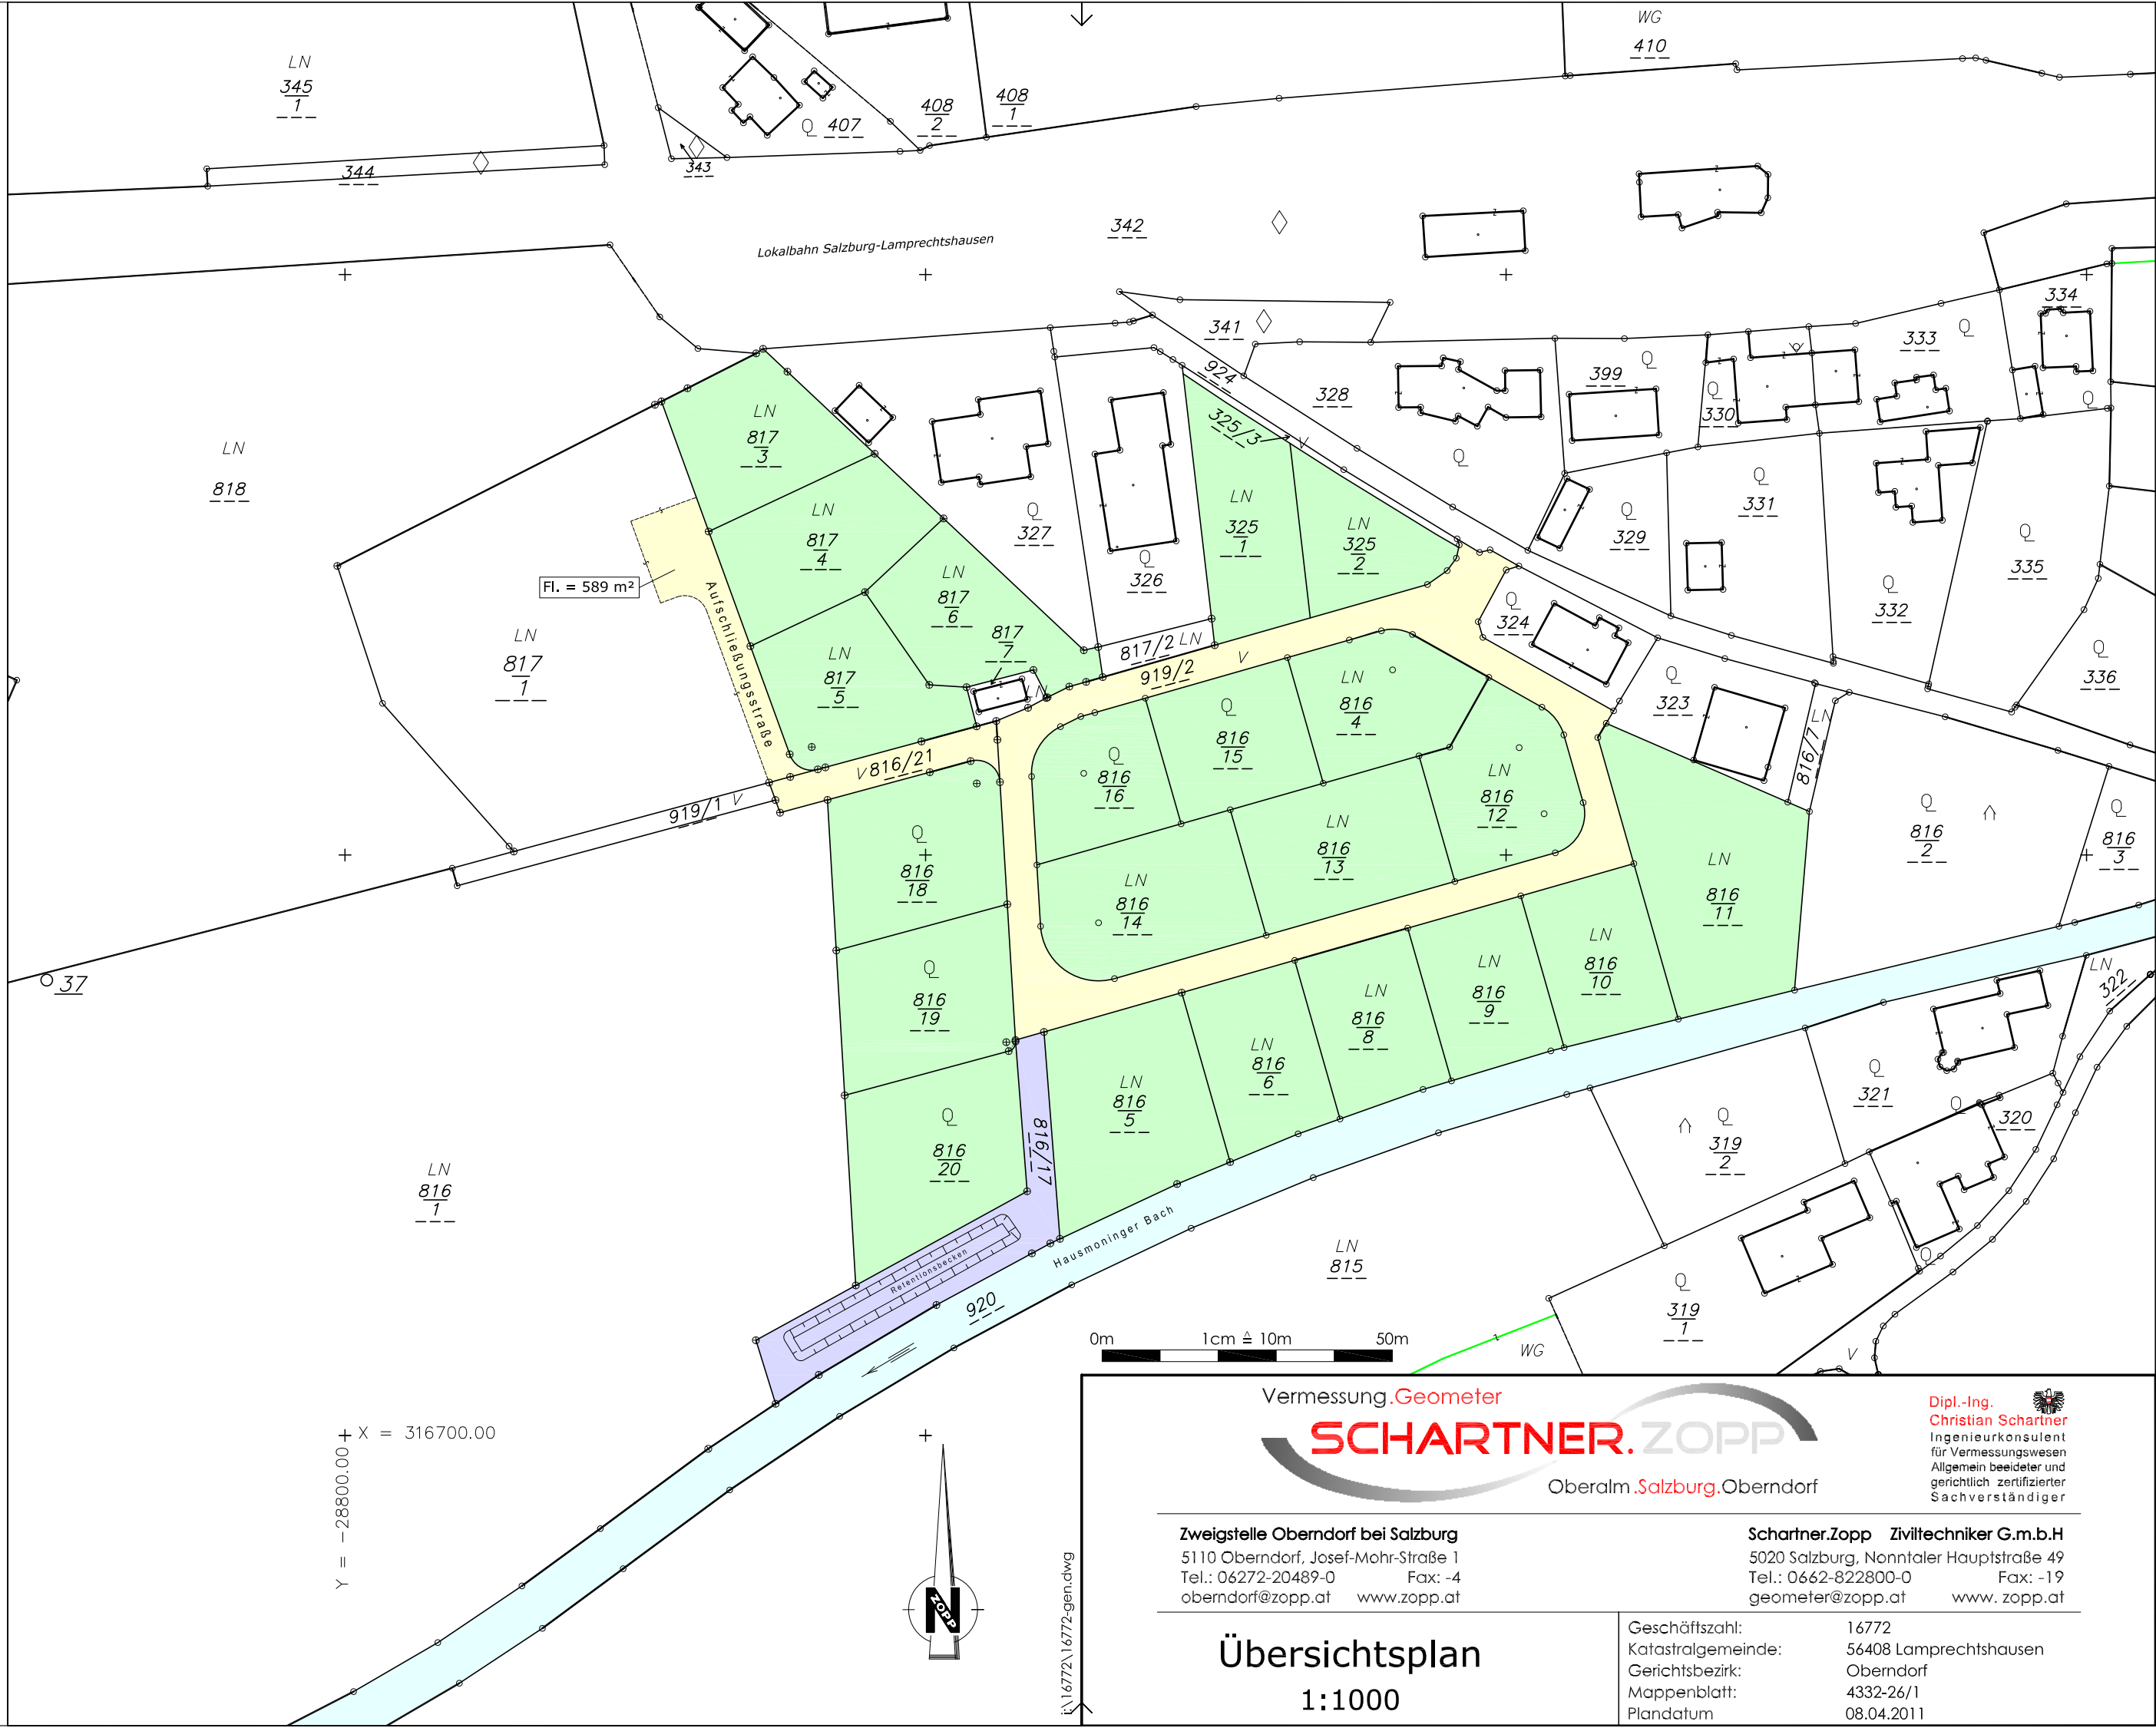 WG
410
LN
345
1
344
343
Q 407
408
2
408
1
342
Lokalbahn Salzburg-Lamprechtshausen
341
924
328
Q
399
Q
330
Q
333
Q
334
Q
LN
818
LN
817
3
LN
817
4
LN
817
6
817
7
LN
LN
817
5
Fl. = 589 m²
Aufschließungsstraße
LN
817
1
Q
327
Q
326
325/3
V
LN
325
1
LN
325
2
Q
329
Q
331
Q
332
Q
335
Q
336
Q
324
Q
323
LN
816/7
817/2 LN
919/2
V
V 816/21
919/1 V
LN
816
4
Q
816
15
Q
816
16
LN
816
12
LN
816
13
LN
816
14
Q
816
18
Q
816
19
Q
816
20
LN
816
11
LN
816
10
LN
816
9
LN
816
8
LN
816
6
LN
816
5
816/17
Q
816
2
Q
816
3
LN
322
37
LN
816
1
Q
321
Q
320
Q
319
2
Q
Q
319
1
LN
815
Retentionsbecken
Hausmoninger Bach
920
WG
V
0m 1cm ≙ 10m 50m
X = 316700.00
Y = -28800.00
N
ZOPP
i:\16772\16772-gen.dwg
Vermessung.Geometer
SCHARTNER.ZOPP
Oberalm.Salzburg.Oberndorf
Dipl.-Ing.
Christian Schartner
Ingenieurkonsulent
für Vermessungswesen
Allgemein beeideter und
gerichtlich zertifizierter
Sachverständiger
Zweigstelle Oberndorf bei Salzburg
5110 Oberndorf, Josef-Mohr-Straße 1
Tel.: 06272-20489-0 Fax: -4
oberndorf@zopp.at www.zopp.at
Schartner.Zopp Ziviltechniker G.m.b.H
5020 Salzburg, Nonntaler Hauptstraße 49
Tel.: 0662-822800-0 Fax: -19
geometer@zopp.at www. zopp.at
Übersichtsplan
1:1000
Geschäftszahl: 16772
Katastralgemeinde: 56408 Lamprechtshausen
Gerichtsbezirk: Oberndorf
Mappenblatt: 4332-26/1
Plandatum 08.04.2011